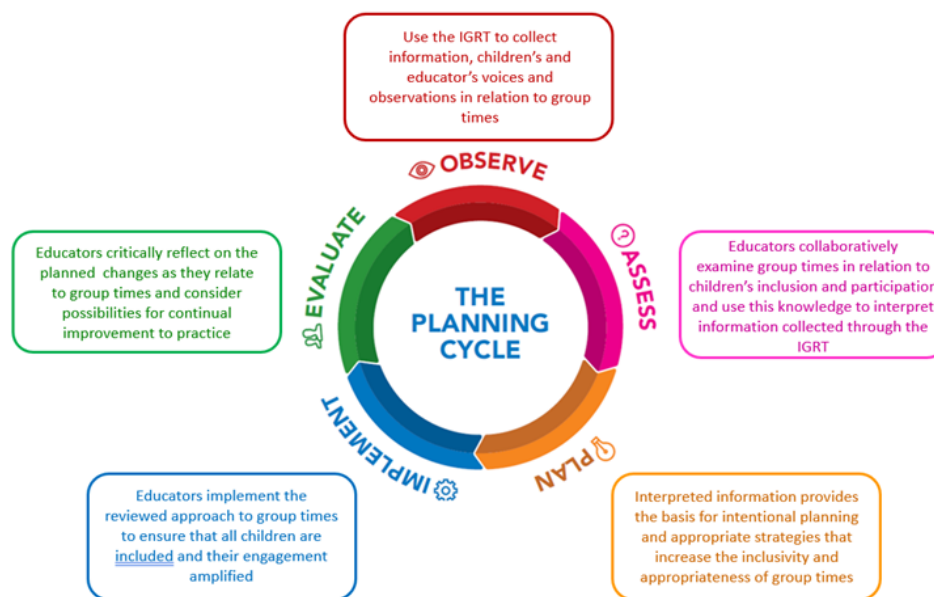 Use the IGRT to collect
information, children's and
educator's voices and
observations in relation to group
times
OBSERVE
EVALUATE
ASSESS
Educators critically reflect on the
planned  changes as they relate
to group times and consider
possibilities for continual
improvement to practice
THE
PLANNING
CYCLE
Educators collaboratively
examine group times in relation to
children's inclusion and participation
and use this knowledge to interpret
information collected through the
IGRT
IMPLEMENT
PLAN
Educators implement the
reviewed approach to group times
to ensure that all children are
included and their engagement
amplified
Interpreted information provides
the basis for intentional planning
and appropriate strategies that
increase the inclusivity and
appropriateness of group times